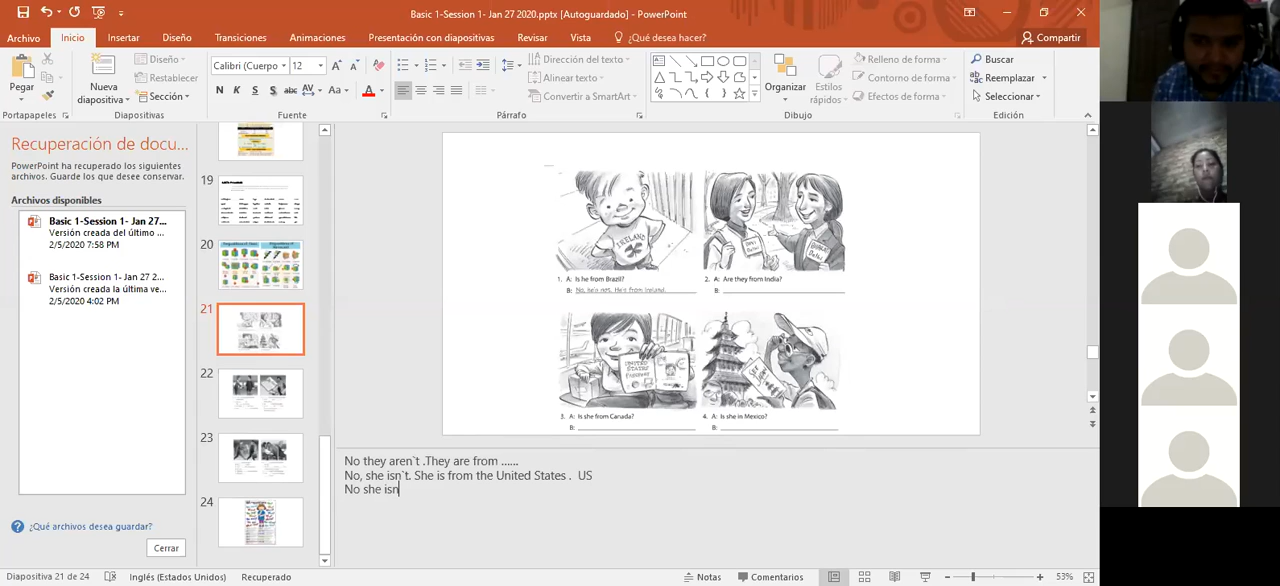 Basic 1-Session 1- Jan 27 2020.pptx [Autoguardado] - PowerPoint
Archivo Inicio Insertar Diseño Transiciones Animaciones Presentación con diapositivas Revisar Vista ¿Qué desea hacer? Compartir
Pegar
Nueva diapositiva
Diseño
Restablecer
Sección
Calibri (Cuerpo 12
N K S S abc AV Aa A
Dirección del texto
Alinear texto
Convertir a SmartArt
Organizar
Estilos rápidos
Relleno de forma
Contorno de forma
Efectos de forma
Buscar
Reemplazar
Seleccionar
Portapapeles Diapositivas Fuente Párrafo Dibujo Edición
Recuperación de docu...
PowerPoint ha recuperado los siguientes
archivos. Guarde los que desee conservar.
Archivos disponibles
Basic 1-Session 1- Jan 27...
Versión creada del último ...
2/5/2020 7:58 PM
Basic 1-Session 1- Jan 27 2...
Versión creada la última ve...
2/5/2020 4:02 PM
¿Qué archivos desea guardar?
Cerrar
19
20
21
22
23
24
IRELAND
1. A: Is he from Brazil?
B: No, he's not. He's from Ireland.
2. A: Are they from India?
B:
UNITED STATES
3. A: Is she from Canada?
B:
4. A: Is she in Mexico?
B:
No they aren`t .They are from ......
No, she isn`t. She is from the United States . US
No she isn
Diapositiva 21 de 24 Inglés (Estados Unidos) Recuperado Notas Comentarios 53%